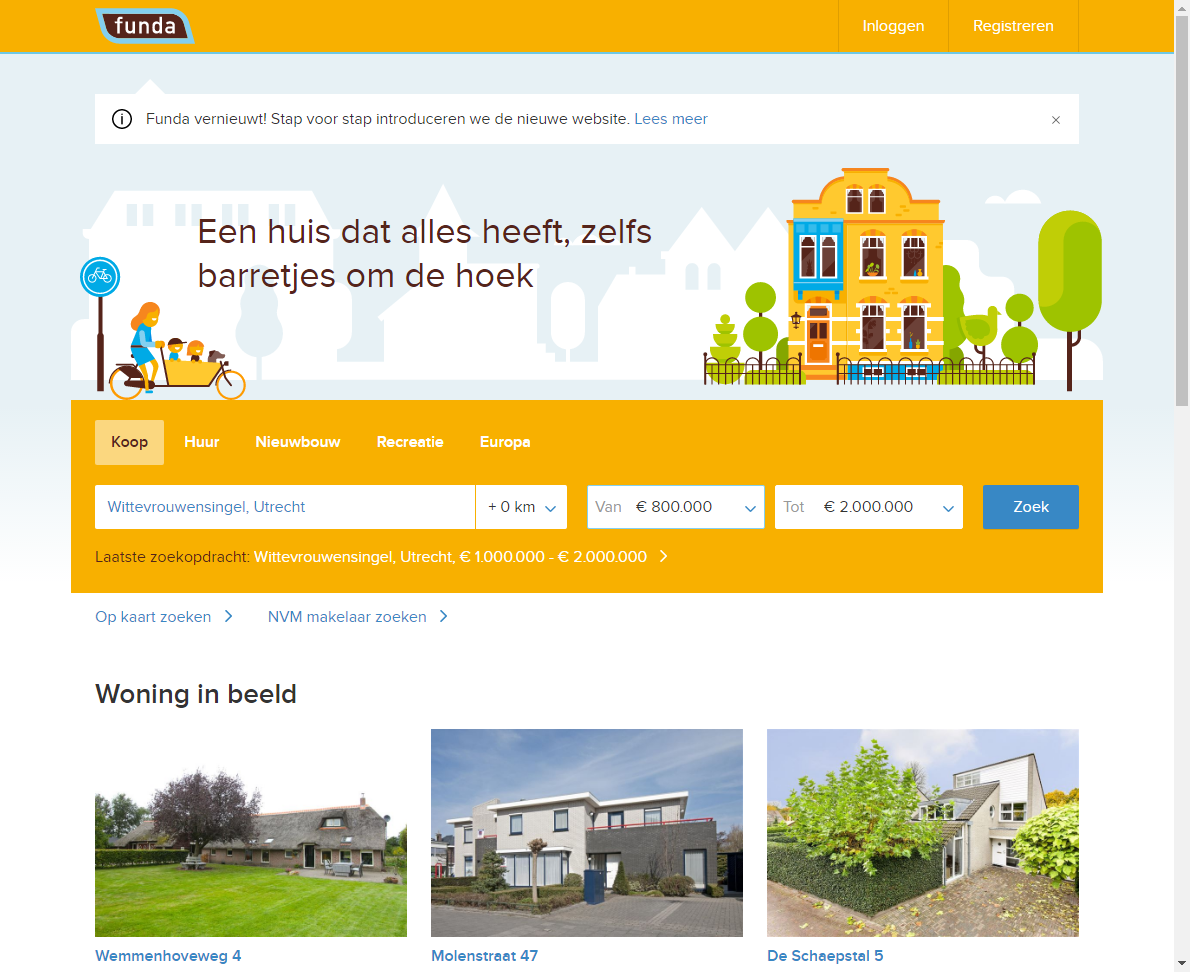 funda
Inloggen
Registreren
Funda vernieuwt! Stap voor stap introduceren we de nieuwe website. Lees meer
Een huis dat alles heeft, zelfs
barretjes om de hoek
Koop Huur Nieuwbouw Recreatie Europa
Wittevrouwensingel, Utrecht + 0 km Van € 800.000 Tot € 2.000.000 Zoek
Laatste zoekopdracht: Wittevrouwensingel, Utrecht, € 1.000.000 - € 2.000.000
Op kaart zoeken NVM makelaar zoeken
Woning in beeld
Wemmenhoveweg 4 Molenstraat 47 De Schaepstal 5